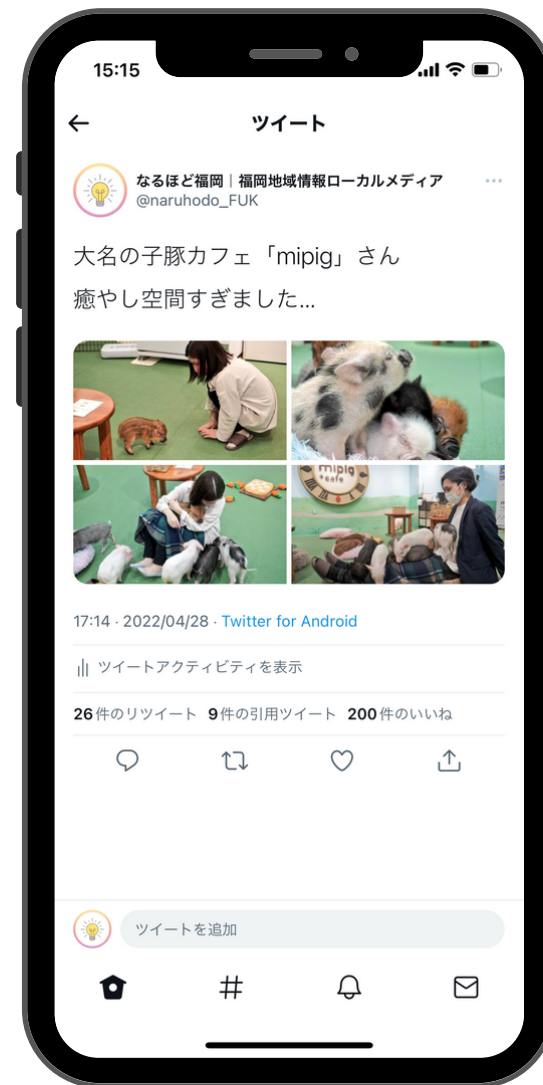 15:15
ツイート
なるほど福岡｜福岡地域情報ローカルメディア
@naruhodo_FUK
大名の子豚カフェ「mipig」さん
癒やし空間すぎました...
mipig
cafe
17:14 · 2022/04/28 · Twitter for Android
ツイートアクティビティを表示
26件のリツイート 9件の引用ツイート 200件のいいね
ツイートを追加